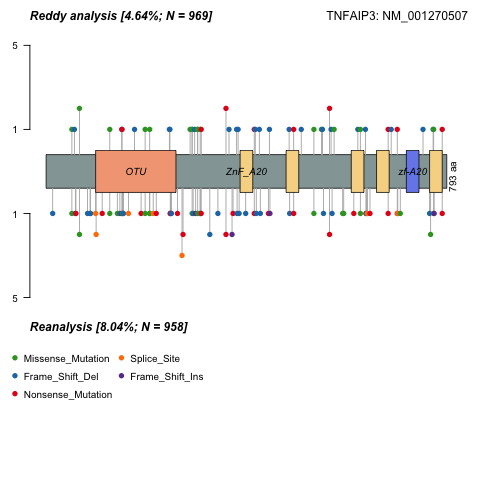 Reddy analysis [4.64%; N = 969]
TNFAIP3: NM_001270507
5
1
OTU
ZnF_A20
zf-A20
793 aa
1
5
Reanalysis [8.04%; N = 958]
Missense_Mutation
Splice_Site
Frame_Shift_Del
Frame_Shift_Ins
Nonsense_Mutation